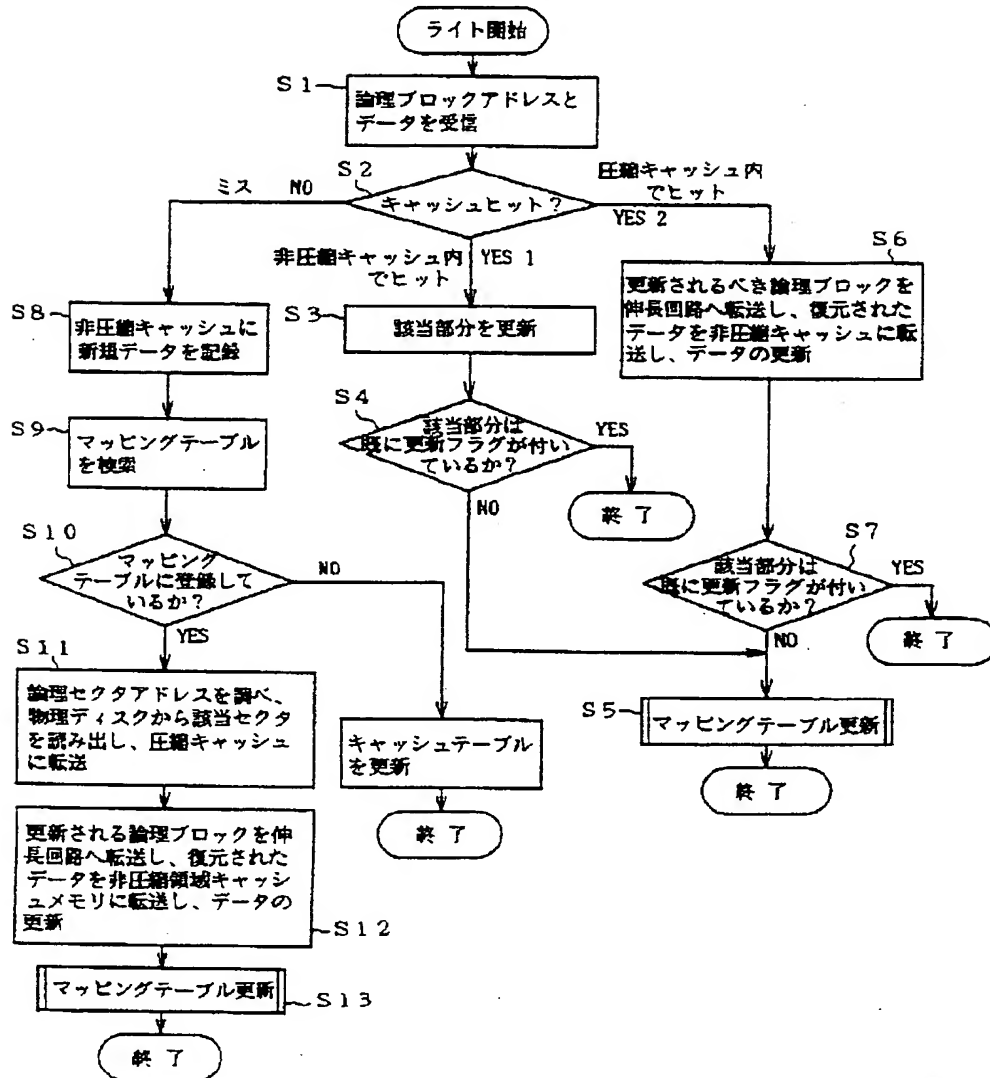 ライト開始
S1
論理ブロックアドレスと
データを受信
S2
ミス NO
キャッシュヒット?
圧縮キャッシュ内
でヒット
YES 2
非圧縮キャッシュ内
でヒット
YES 1
S3
該当部分を更新
S4
該当部分は
既に更新フラグが付い
ているか?
YES
終了
NO
S6
更新されるべき論理ブロックを
伸長回路へ転送し、復元された
データを非圧縮キャッシュに転
送し、データの更新
S7
該当部分は
既に更新フラグが付い
ているか?
YES
終了
NO
S5
マッピングテーブル更新
終了
S8
非圧縮キャッシュに
新規データを記録
S9
マッピングテーブル
を検索
S10
マッピング
テーブルに登録して
いるか?
NO
キャッシュテーブル
を更新
終了
YES
S11
論理セクタアドレスを調べ、
物理ディスクから該当セクタ
を読み出し、圧縮キャッシュ
に転送
更新される論理ブロックを伸
長回路へ転送し、復元された
データを非圧縮領域キャッシ
ュメモリに転送し、データの
更新
S12
マッピングテーブル更新
S13
終了